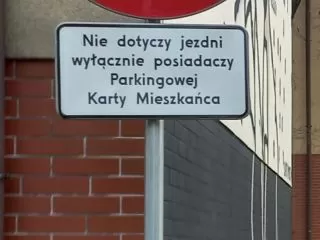 Nie dotyczy jezdni
wyłącznie posiadaczy
Parkingowej
Karty Mieszkańca